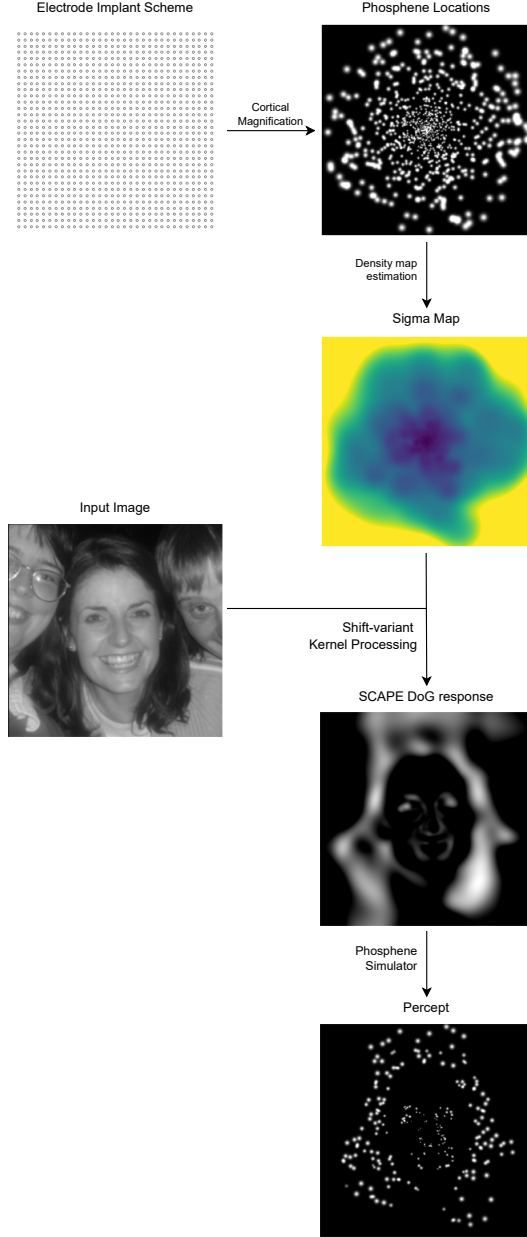 Electrode Implant Scheme
Phosphene Locations
Cortical
Magnification
Density map
estimation
Sigma Map
Input Image
Shift-variant
Kernel Processing
SCAPE DoG response
Phosphene
Simulator
Percept